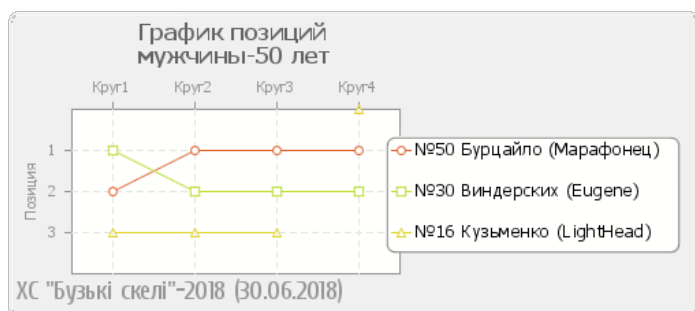 График позиций
мужчины-50 лет
Круг1 Круг2 Круг3 Круг4
Позиция
1
2
3
№50 Бурцайло (Марафонец)
№30 Виндерских (Eugene)
№16 Кузьменко (LightHead)
ХС "Бузькі скелі"-2018 (30.06.2018)